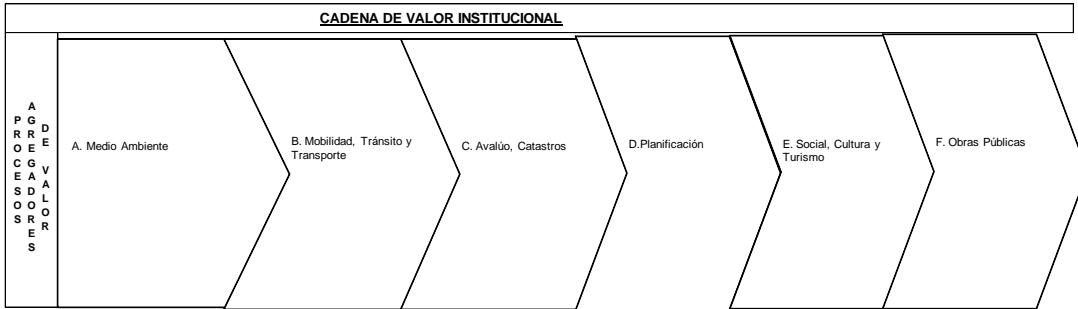 CADENA DE VALOR INSTITUCIONAL
PROCESOS
AGREGADORES
DE VALOR
A. Medio Ambiente
B. Mobilidad, Tránsito y
Transporte
C. Avalúo, Catastros
D.Planificación
E. Social, Cultura y
Turismo
F. Obras Públicas